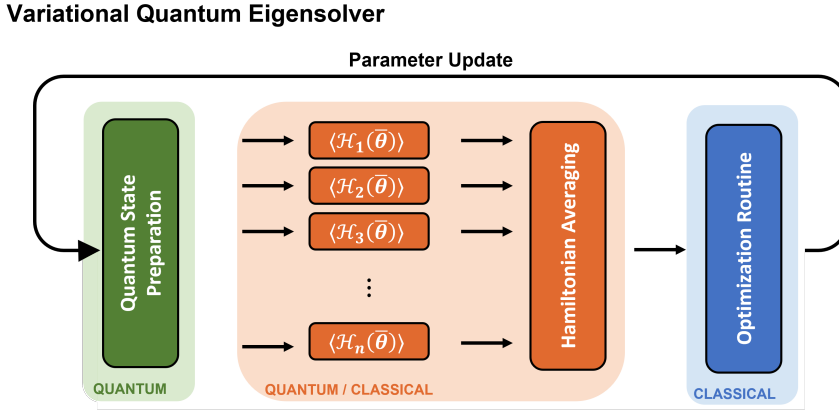 Variational Quantum Eigensolver
Parameter Update
Quantum State
Preparation
⟨ℋ₁(θ̅)⟩
⟨ℋ₂(θ̅)⟩
⟨ℋ₃(θ̅)⟩
⋮
⟨ℋₙ(θ̅)⟩
Hamiltonian Averaging
Optimization Routine
QUANTUM
QUANTUM / CLASSICAL
CLASSICAL